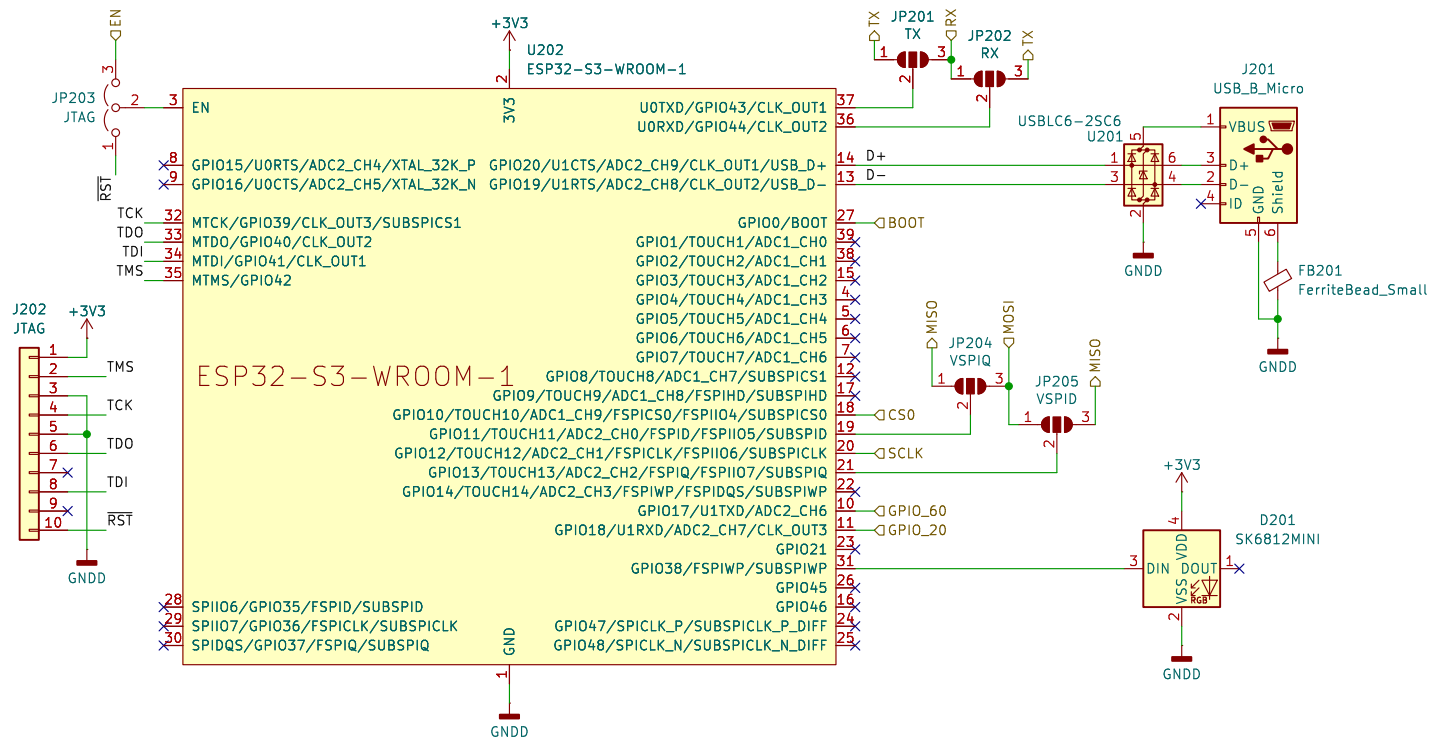 EN
+3V3
U202
ESP32-S3-WROOM-1
TX
JP201
TX
RX
JP202
RX
TX
J201
USB_B_Micro
3
JP203
JTAG
2
1
R̅S̅T̅
2
3V3
3 EN
U0TXD/GPIO43/CLK_OUT1 37
U0RXD/GPIO44/CLK_OUT2 36
1 3
2
1 3
2
8 GPIO15/U0RTS/ADC2_CH4/XTAL_32K_P
9 GPIO16/U0CTS/ADC2_CH5/XTAL_32K_N
GPIO20/U1CTS/ADC2_CH9/CLK_OUT1/USB_D+ 14 D+
GPIO19/U1RTS/ADC2_CH8/CLK_OUT2/USB_D- 13 D-
USBLC6-2SC6
U201
5
1 6
3 4
2
GNDD
1 VBUS
3 D+
2 D-
4 ID
GND
Shield
5 6
FB201
FerriteBead_Small
GNDD
TCK 32 MTCK/GPIO39/CLK_OUT3/SUBSPICS1
TDO 33 MTDO/GPIO40/CLK_OUT2
TDI 34 MTDI/GPIO41/CLK_OUT1
TMS 35 MTMS/GPIO42
GPIO0/BOOT 27 BOOT
GPIO1/TOUCH1/ADC1_CH0 39
GPIO2/TOUCH2/ADC1_CH1 38
GPIO3/TOUCH3/ADC1_CH2 15
GPIO4/TOUCH4/ADC1_CH3 4
GPIO5/TOUCH5/ADC1_CH4 5
GPIO6/TOUCH6/ADC1_CH5 6
GPIO7/TOUCH7/ADC1_CH6 7
GPIO8/TOUCH8/ADC1_CH7/SUBSPICS1 12
GPIO9/TOUCH9/ADC1_CH8/FSPIHD/SUBSPIHD 17
GPIO10/TOUCH10/ADC1_CH9/FSPICS0/FSPIIO4/SUBSPICS0 18 CS0
GPIO11/TOUCH11/ADC2_CH0/FSPID/FSPIIO5/SUBSPID 19
GPIO12/TOUCH12/ADC2_CH1/FSPICLK/FSPIIO6/SUBSPICLK 20 SCLK
GPIO13/TOUCH13/ADC2_CH2/FSPIQ/FSPIIO7/SUBSPIQ 21
GPIO14/TOUCH14/ADC2_CH3/FSPIWP/FSPIDQS/SUBSPIWP 22
GPIO17/U1TXD/ADC2_CH6 10 GPIO_60
GPIO18/U1RXD/ADC2_CH7/CLK_OUT3 11 GPIO_20
GPIO21 23
GPIO38/FSPIWP/SUBSPIWP 31
GPIO45 26
GPIO46 16
GPIO47/SPICLK_P/SUBSPICLK_P_DIFF 24
GPIO48/SPICLK_N/SUBSPICLK_N_DIFF 25
ESP32-S3-WROOM-1
28 SPIIO6/GPIO35/FSPID/SUBSPID
29 SPIIO7/GPIO36/FSPICLK/SUBSPICLK
30 SPIDQS/GPIO37/FSPIQ/SUBSPIQ
GND
1
GNDD
J202
JTAG
+3V3
1
2 TMS
3
4 TCK
5
6 TDO
7
8 TDI
9
10 R̅S̅T̅
GNDD
MISO
JP204
VSPIQ
MOSI
1 3
2
JP205
VSPID
MISO
1 3
2
+3V3
D201
SK6812MINI
4
VDD
3 DIN
DOUT 1
VSS
RGB
2
GNDD